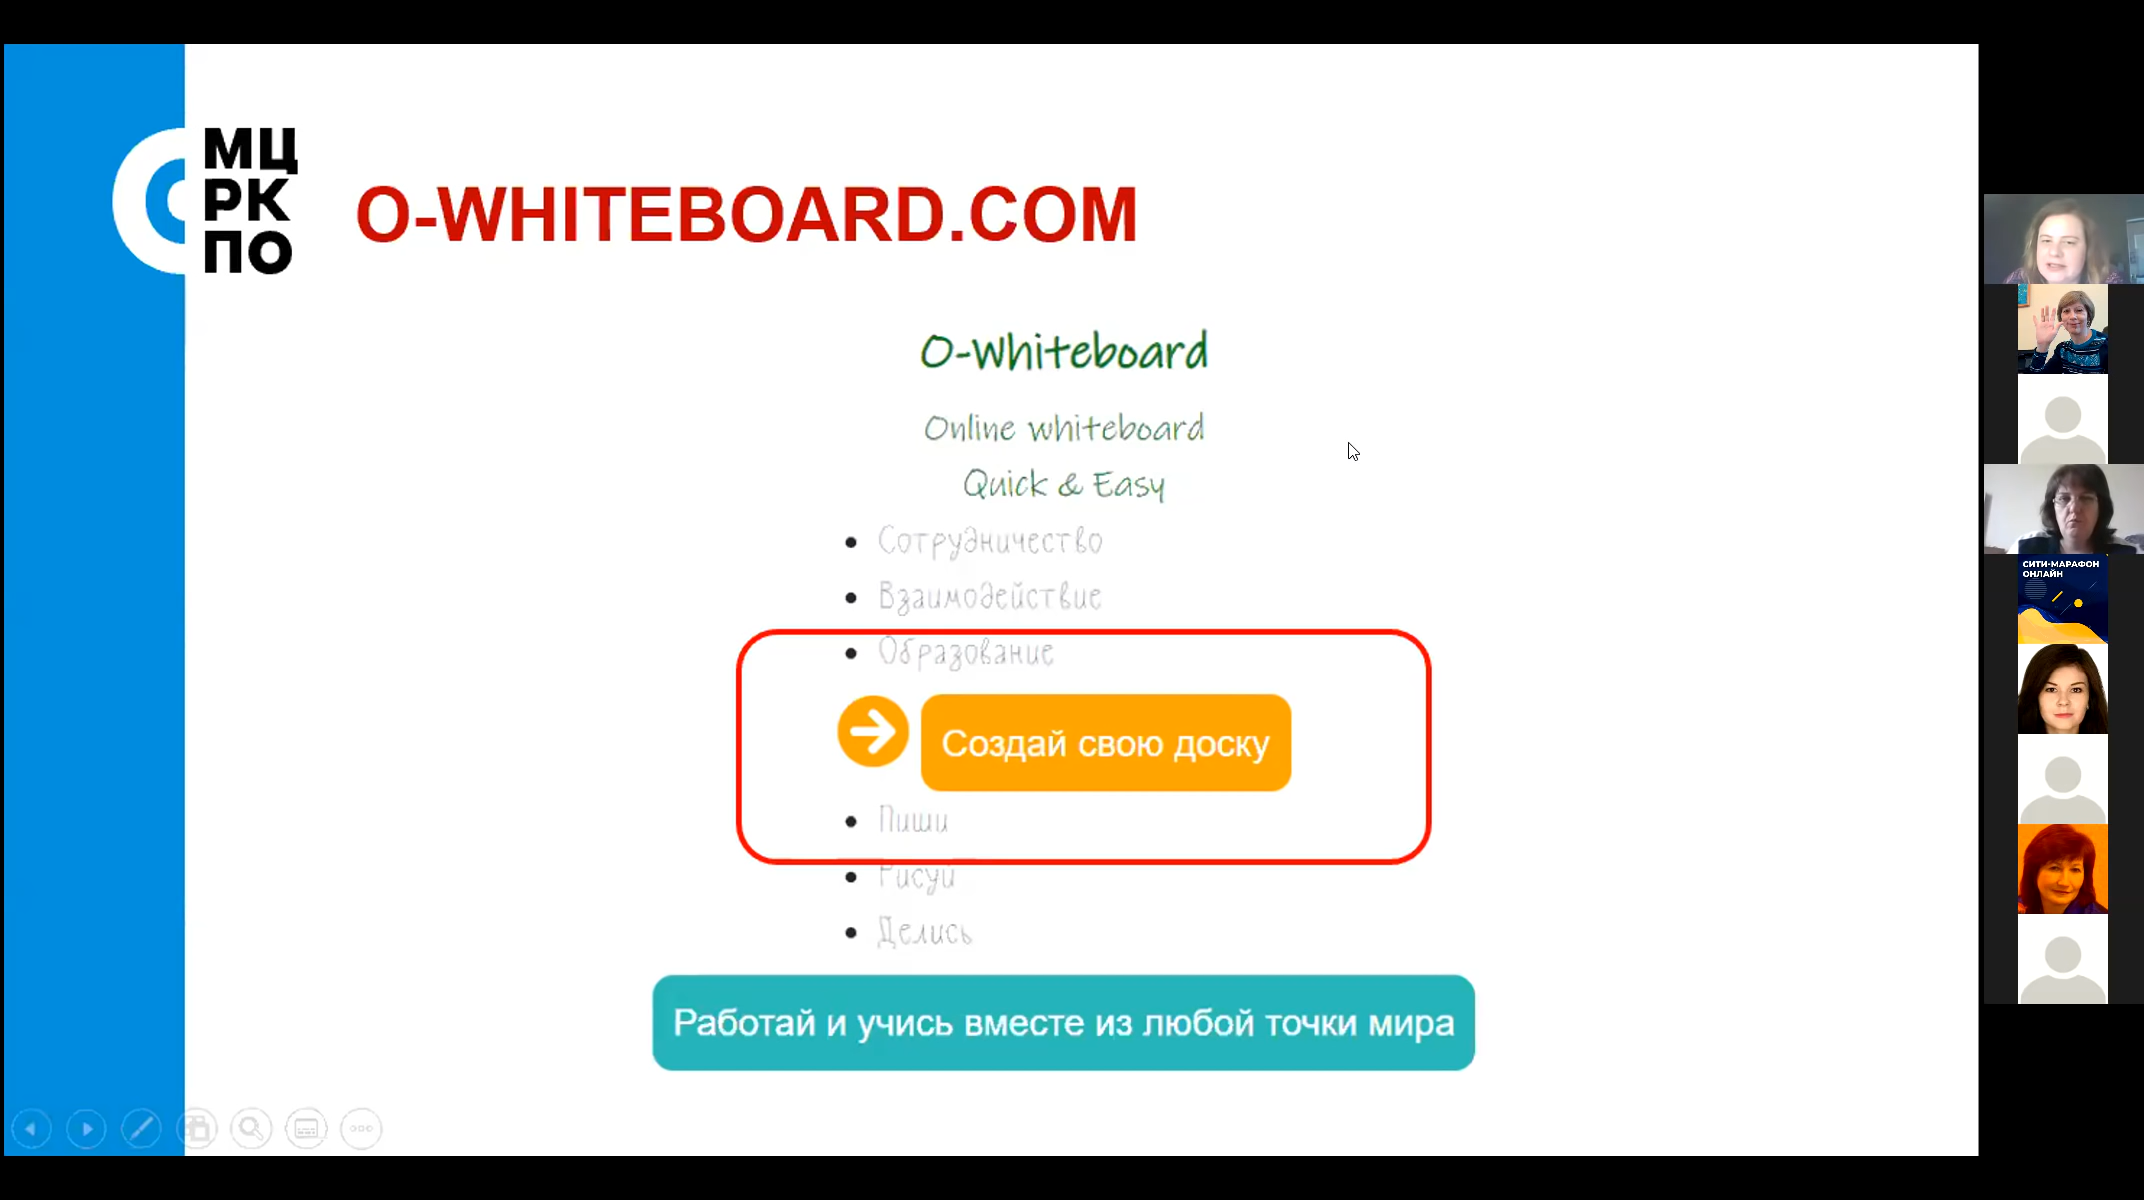 МЦ
РК
ПО
O-WHITEBOARD.COM
O-Whiteboard
Online whiteboard
Quick & Easy
Сотрудничество
Взаимодействие
Образование
Создай свою доску
Пиши
Рисуй
Делись
Работай и учись вместе из любой точки мира
СИТИ-МАРАФОН
ОНЛАЙН